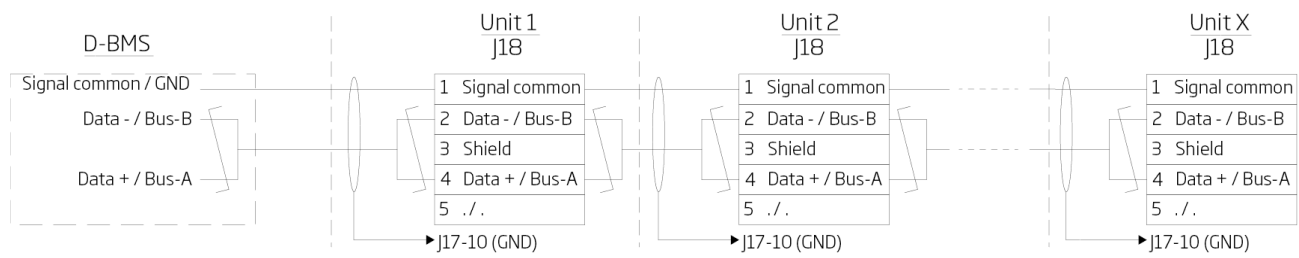 D-BMS
Signal common / GND
Data - / Bus-B
Data + / Bus-A
Unit 1
J18
1 Signal common
2 Data - / Bus-B
3 Shield
4 Data + / Bus-A
5 ./.
J17-10 (GND)
Unit 2
J18
1 Signal common
2 Data - / Bus-B
3 Shield
4 Data + / Bus-A
5 ./.
J17-10 (GND)
Unit X
J18
1 Signal common
2 Data - / Bus-B
3 Shield
4 Data + / Bus-A
5 ./.
J17-10 (GND)